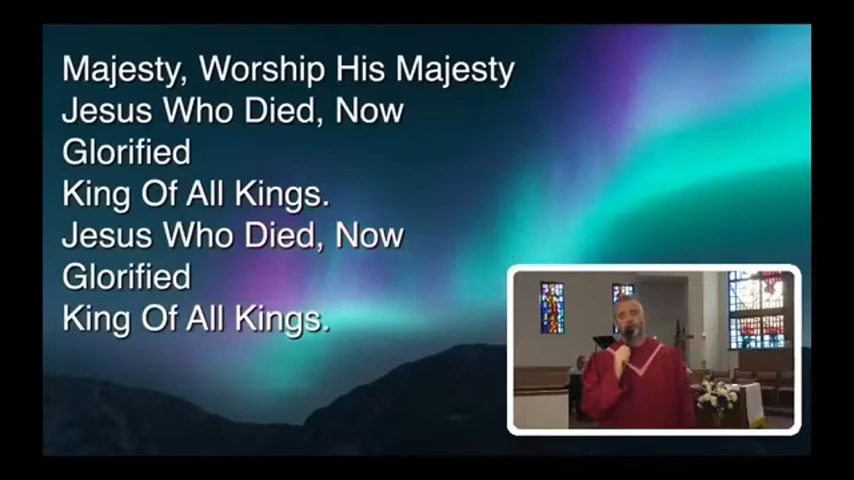 Majesty, Worship His Majesty
Jesus Who Died, Now
Glorified
King Of All Kings.
Jesus Who Died, Now
Glorified
King Of All Kings.